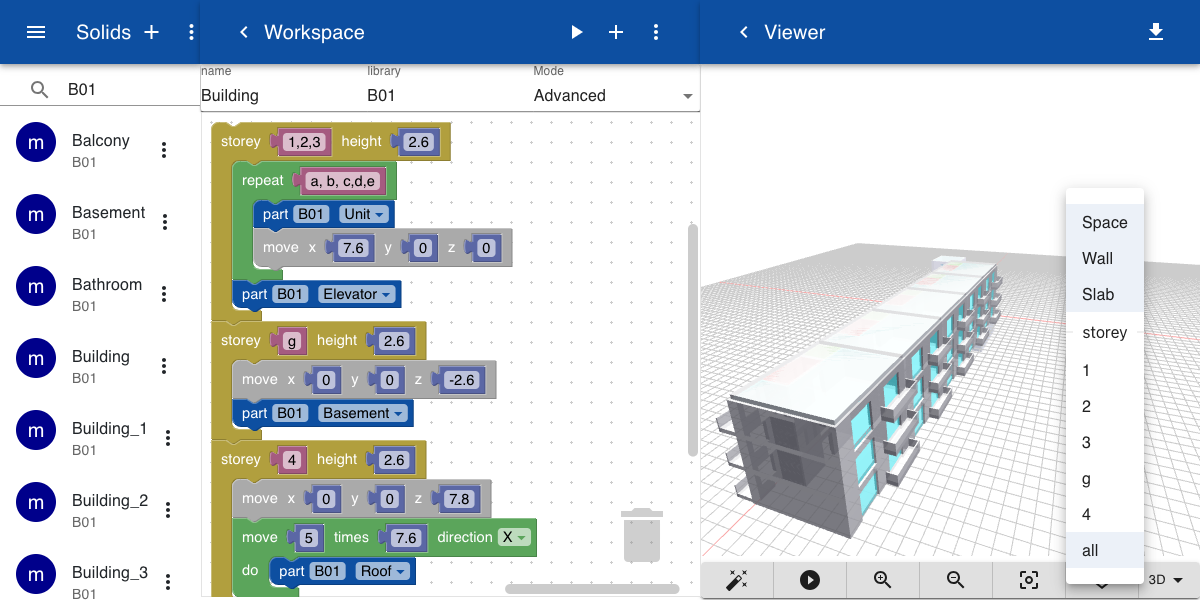 Solids
Workspace
Viewer
B01
name
library
Mode
Building
B01
Advanced
Balcony
B01
Basement
B01
Bathroom
B01
Building
B01
Building_1
B01
Building_2
B01
Building_3
B01
storey 1,2,3 height 2.6
repeat a, b, c,d,e
part B01 Unit
move x 7.6 y 0 z 0
part B01 Elevator
storey g height 2.6
move x 0 y 0 z -2.6
part B01 Basement
storey 4 height 2.6
move x 0 y 0 z 7.8
move 5 times 7.6 direction X
do part B01 Roof
Space
Wall
Slab
storey
1
2
3
g
4
all
3D